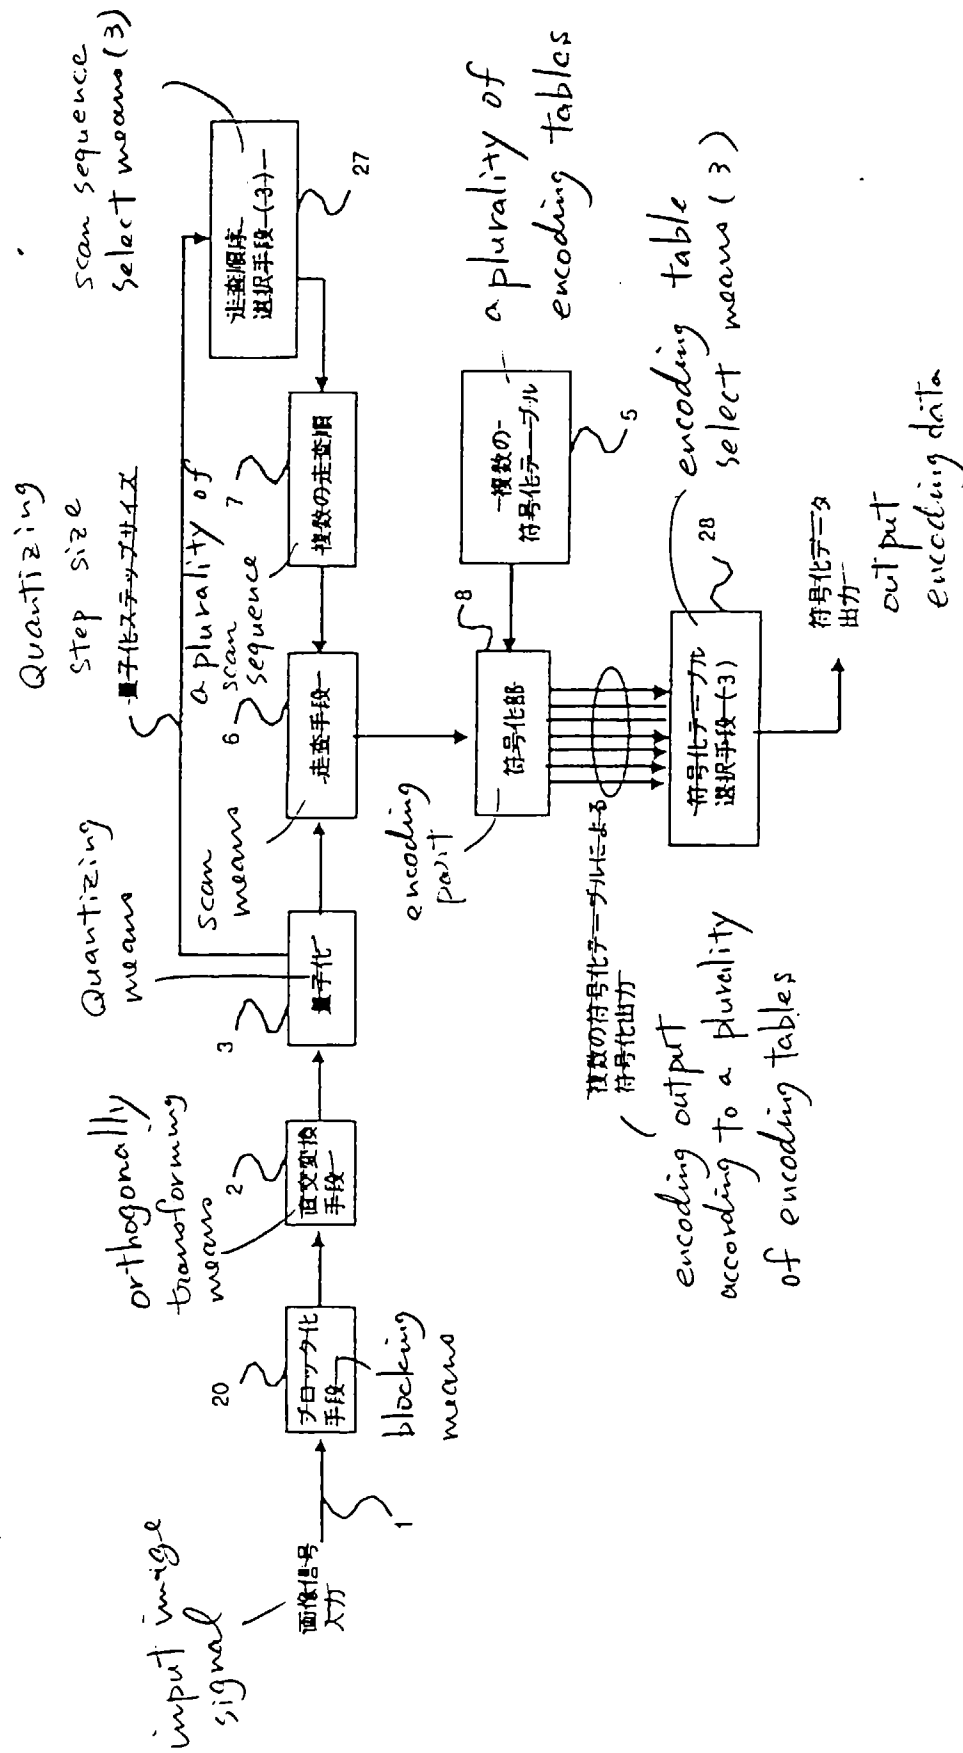 input image
signal
画像信号
入力
1
20
ブロック化
手段
blocking
means
orthogonally
transforming
means
2
直交変換
手段
Quantizing
means
3
量子化
Quantizing
step size
量子化ステップサイズ
scan
means
6
走査手段
a plurality of
scan
sequence
7
複数の走査順
scan sequence
select means (3)
走査順序
選択手段 (3)
27
encoding
part
8
符号化部
a plurality of
encoding tables
複数の
符号化テーブル
5
複数の符号化テーブルによる
符号化出力
encoding output
according to a plurality
of encoding tables
encoding table
select means (3)
符号化テーブル
選択手段 (3)
28
符号化データ
出力
output
encoding data